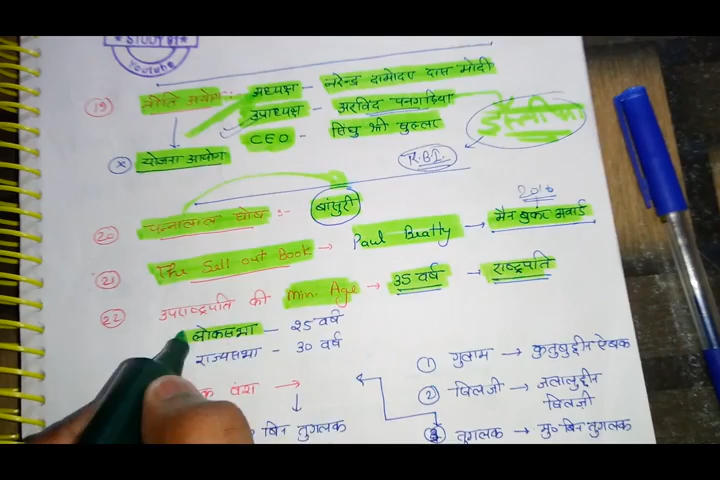 STUDY 91
Youtube
(19) नीति आयोग :- अध्यक्ष - नरेन्द्र दामोदर दास मोदी
उपाध्यक्ष - अरविंद पनगढ़िया
CEO - सिंधु श्री खुल्ला
इस्तीफा
(x) योजना आयोग
R.B.I.
(20) पन्नालाल घोष :- बांसुरी
2016
(21) The Sell out Book → Paul Beatty → मैन बुकर अवार्ड
(22) उपराष्ट्रपति की Min. Age → 35 वर्ष → राष्ट्रपति
लोकसभा - 25 वर्ष
राज्यसभा - 30 वर्ष
क वंश →
बिन तुगलक
(1) गुलाम → कुतुबुद्दीन ऐबक
(2) खिलजी → जलालुद्दीन खिलजी
(3) तुगलक → मु० बिन तुगलक